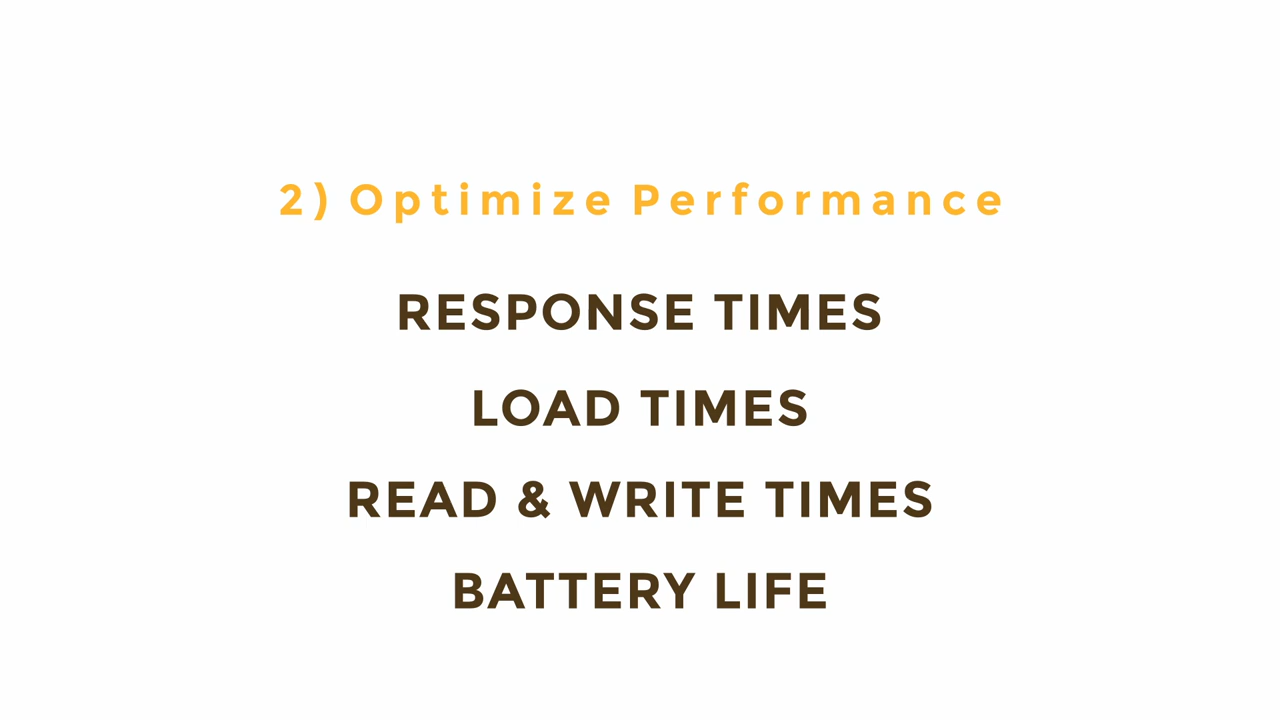 2) Optimize Performance
RESPONSE TIMES
LOAD TIMES
READ & WRITE TIMES
BATTERY LIFE